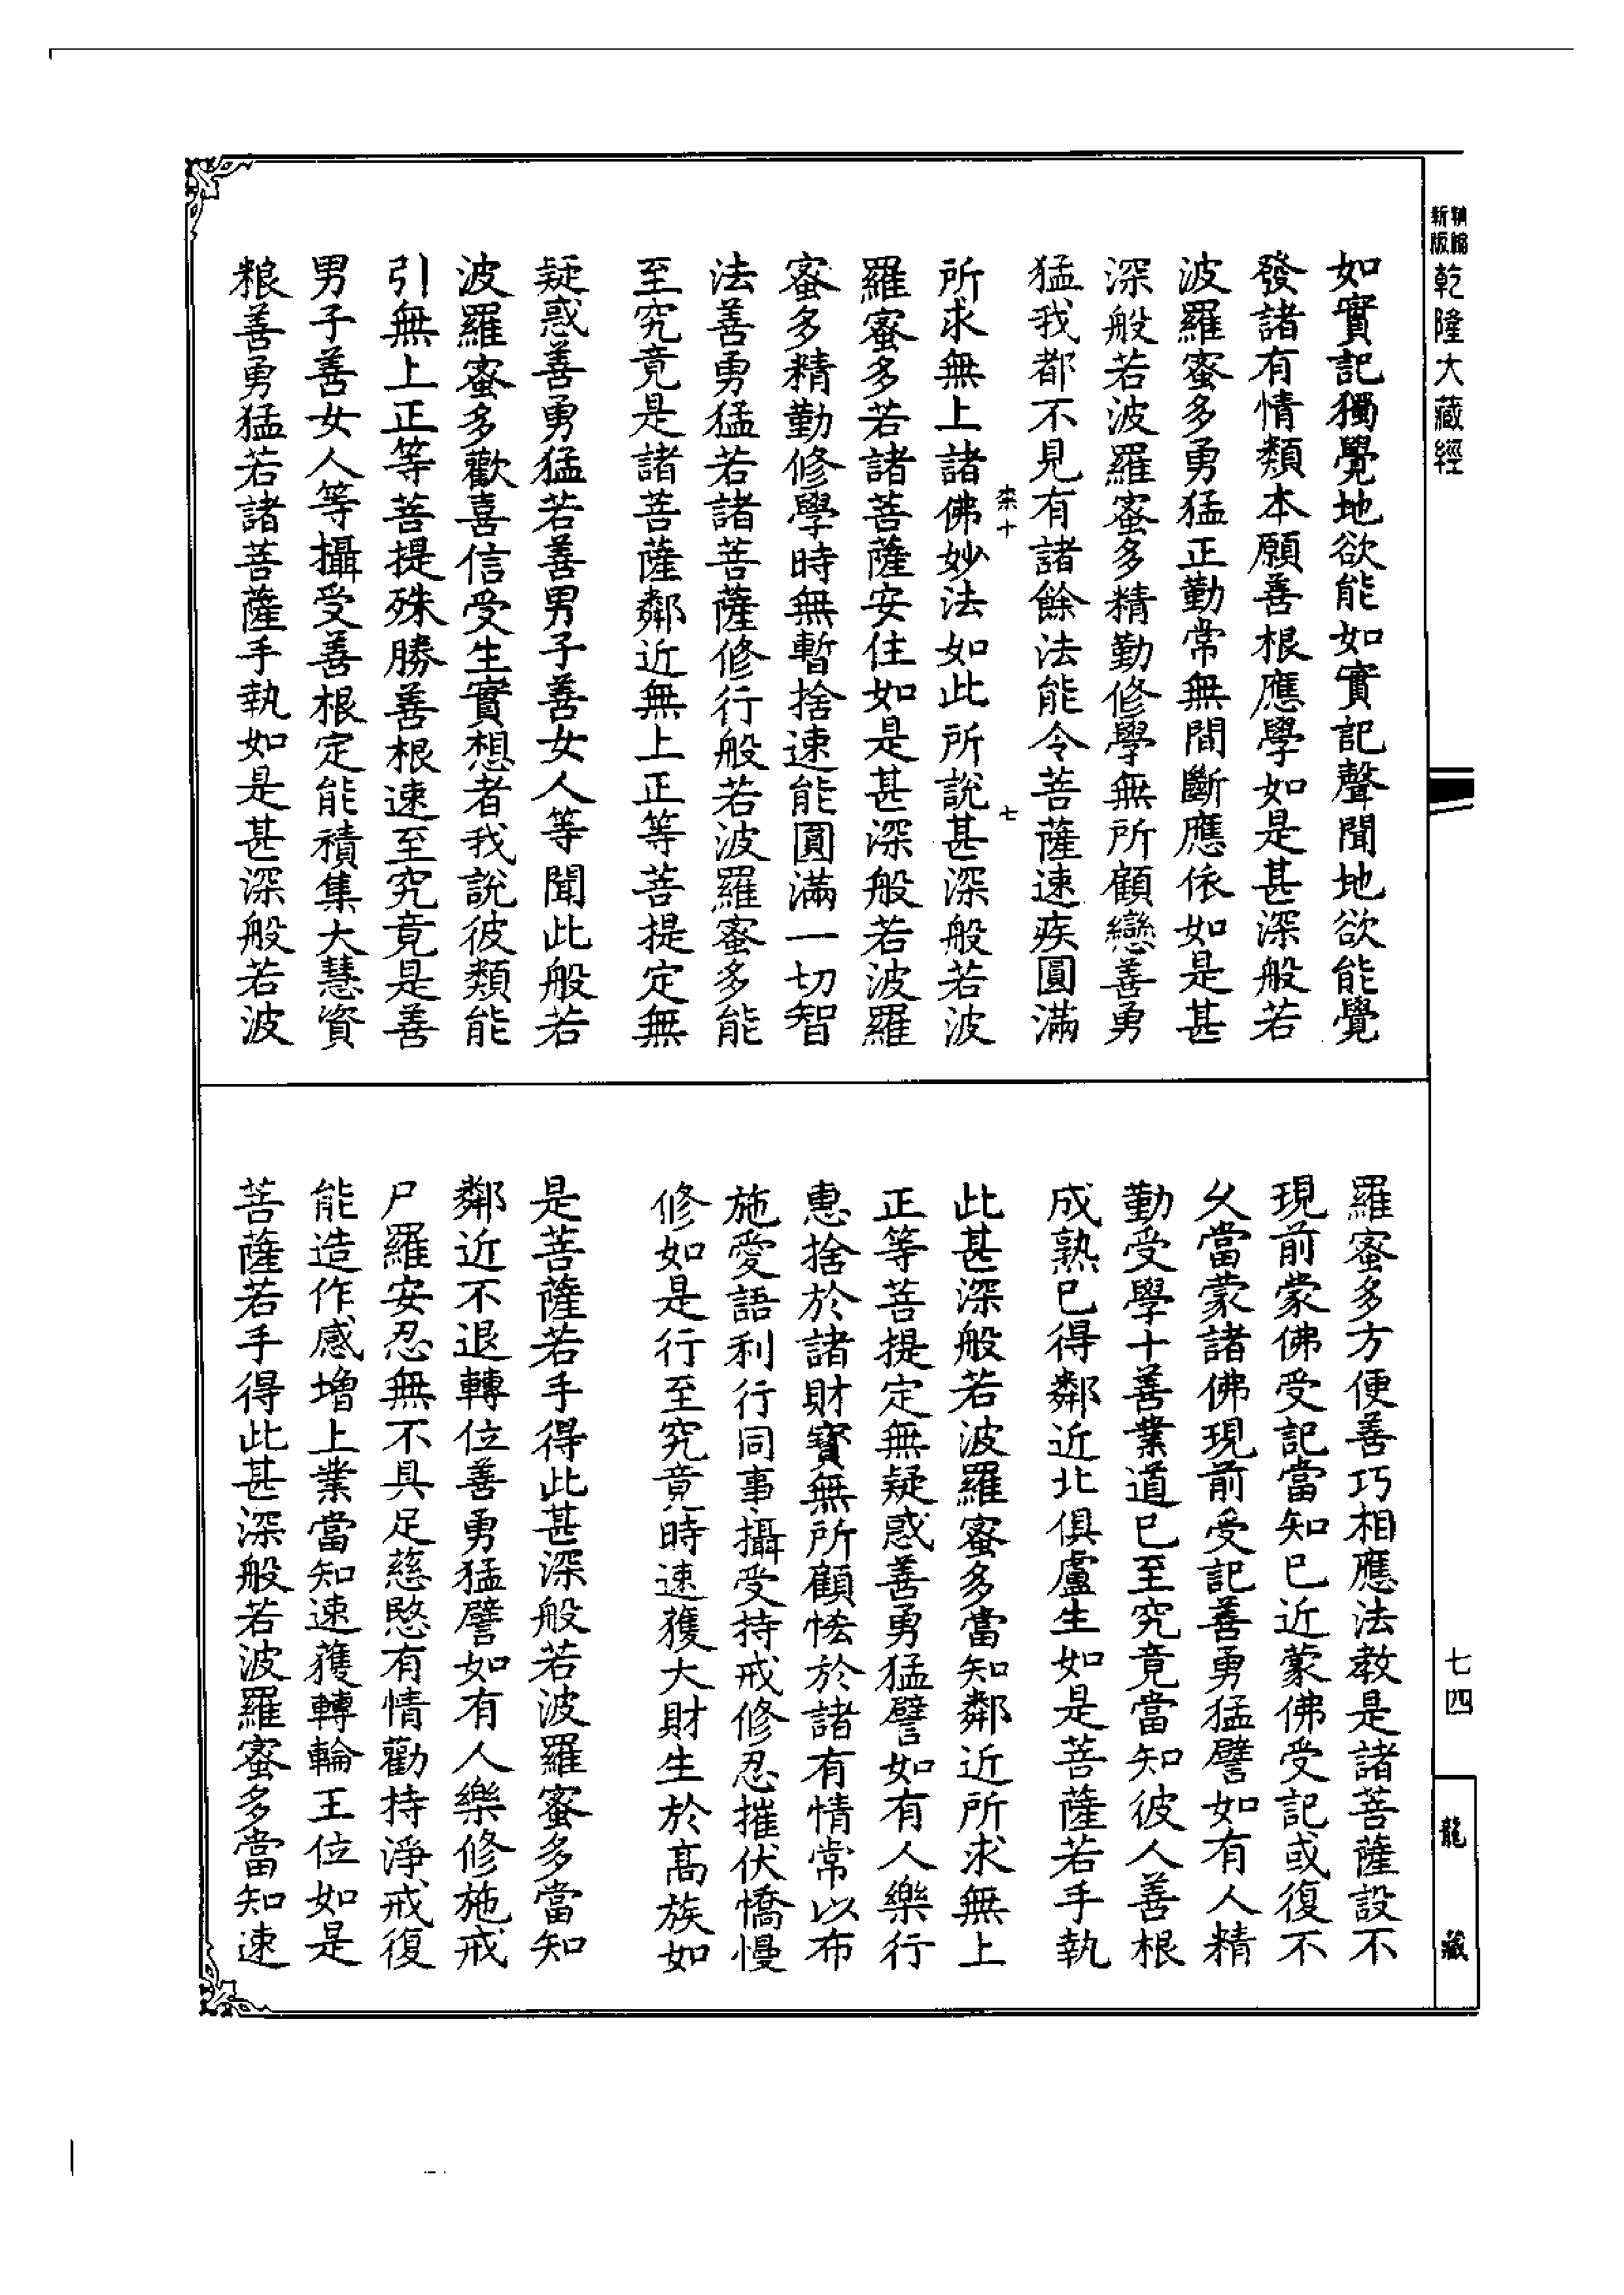 精縮新版
乾隆大藏經
如實記獨覺地欲能如實記聲聞地欲能覺
發諸有情類本願善根應學如是甚深般若
波羅蜜多勇猛正勤常無間斷應依如是甚
深般若波羅蜜多精勤修學無所顧戀善勇
猛我都不見有諸餘法能令菩薩速疾圓滿
柰十
七
所求無上諸佛妙法如此所說甚深般若波
羅蜜多若諸菩薩安住如是甚深般若波羅
蜜多精勤修學時無暫捨速能圓滿一切智
法善勇猛若諸菩薩修行般若波羅蜜多能
至究竟是諸菩薩鄰近無上正等菩提定無
疑惑善勇猛若善男子善女人等聞此般若
波羅蜜多歡喜信受生實想者我說彼類能
引無上正等菩提殊勝善根速至究竟是善
男子善女人等攝受善根定能積集大慧資
粮善勇猛若諸菩薩手執如是甚深般若波
羅蜜多方便善巧相應法教是諸菩薩設不
現前蒙佛受記當知已近蒙佛受記或復不
久當蒙諸佛現前受記善勇猛譬如有人精
勤受學十善業道已至究竟當知彼人善根
成熟已得鄰近北俱盧生如是菩薩若手執
此甚深般若波羅蜜多當知鄰近所求無上
正等菩提定無疑惑善勇猛譬如有人樂行
惠捨於諸財寶無所顧悋於諸有情常以布
施愛語利行同事攝受持戒修忍摧伏憍慢
修如是行至究竟時速獲大財生於高族如
是菩薩若手得此甚深般若波羅蜜多當知
鄰近不退轉位善勇猛譬如有人樂修施戒
尸羅安忍無不具足慈愍有情勸持淨戒復
能造作感增上業當知速獲轉輪王位如是
菩薩若手得此甚深般若波羅蜜多當知速
七四
龍藏